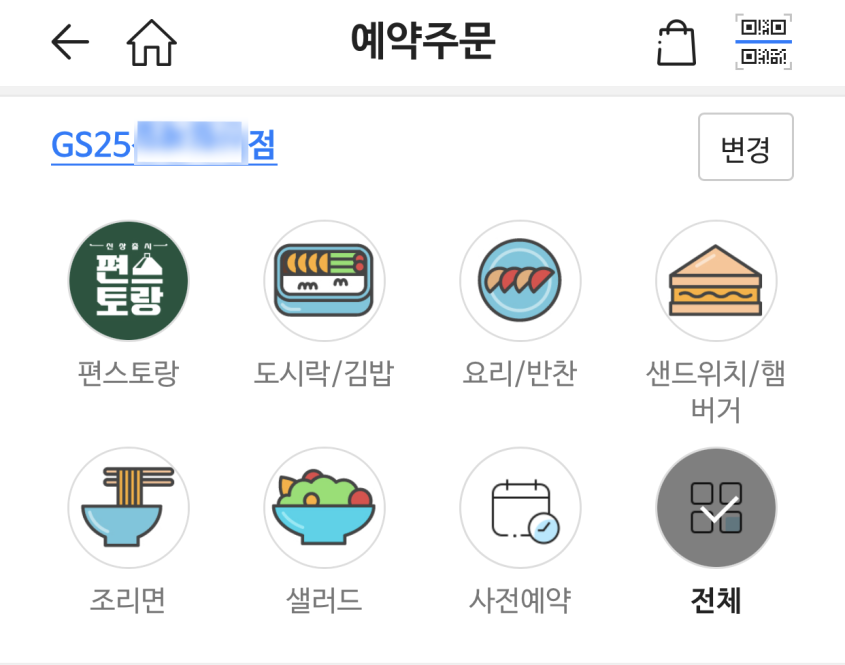 예약주문
GS25 점
변경
신상출시
편스
토랑
편스토랑
도시락/김밥
요리/반찬
샌드위치/햄
버거
조리면
샐러드
사전예약
전체